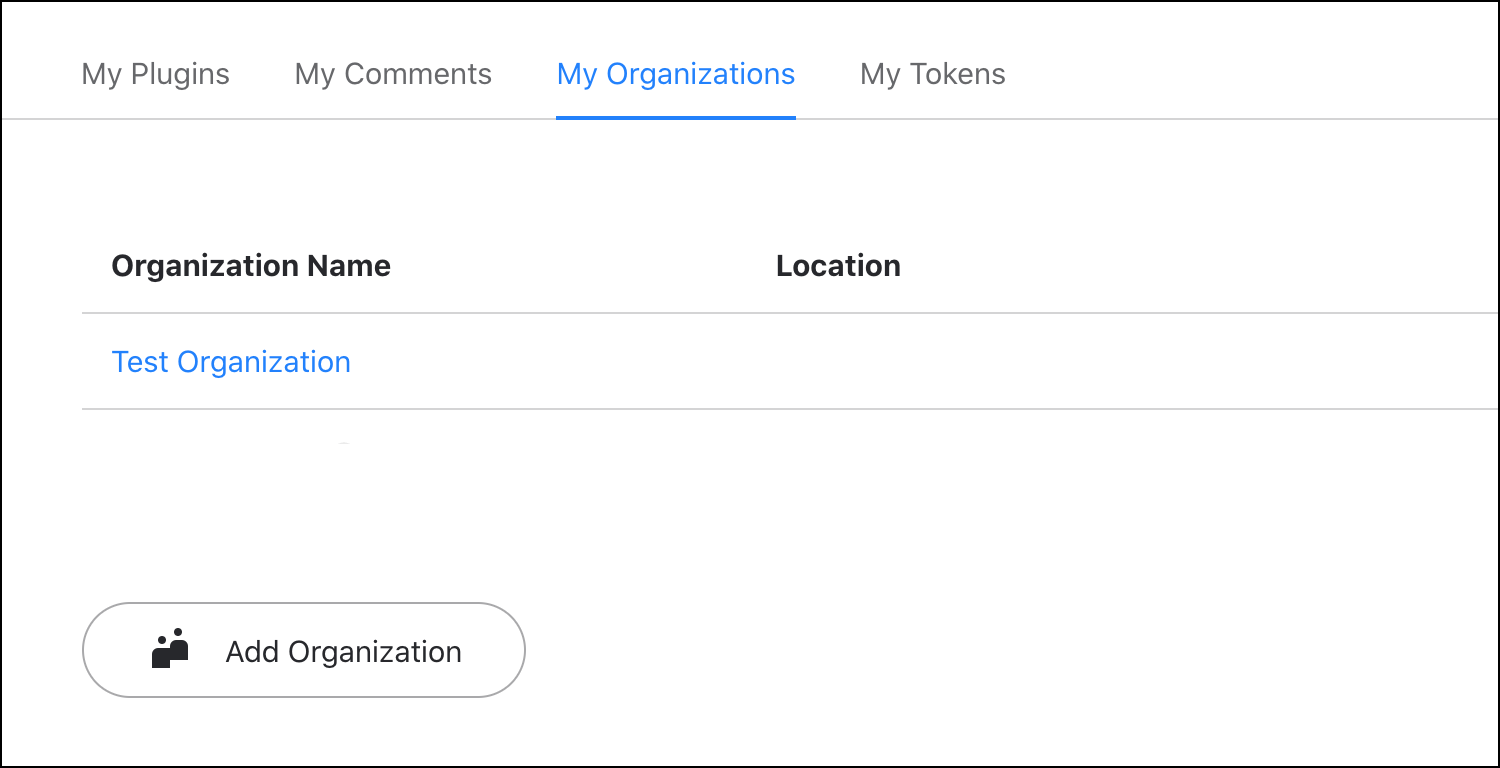 My Plugins My Comments My Organizations My Tokens
Organization Name Location
Test Organization
Add Organization